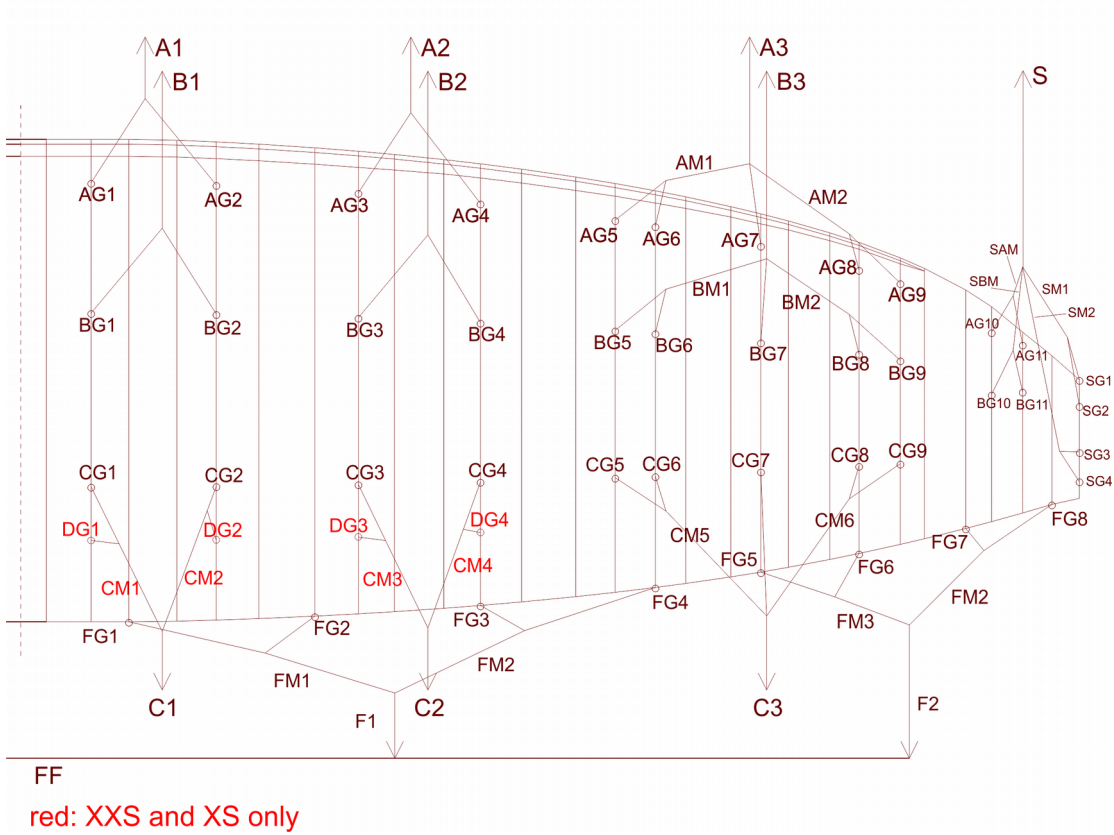 A1
A2
A3
B1
B2
B3
S
AM1
AM2
AG1
AG2
AG3
AG4
AG5
AG6
AG7
AG8
AG9
SAM
SBM
SM1
SM2
AG10
AG11
BG1
BG2
BG3
BG4
BM1
BM2
BG5
BG6
BG7
BG8
BG9
BG10
BG11
SG1
SG2
SG3
SG4
CG1
CG2
CG3
CG4
CG5
CG6
CG7
CG8
CG9
DG1
DG2
DG3
DG4
CM1
CM2
CM3
CM4
CM5
CM6
FG1
FG2
FG3
FG4
FG5
FG6
FG7
FG8
FM1
FM2
FM3
FM2
C1
C2
C3
F1
F2
FF
red: XXS and XS only